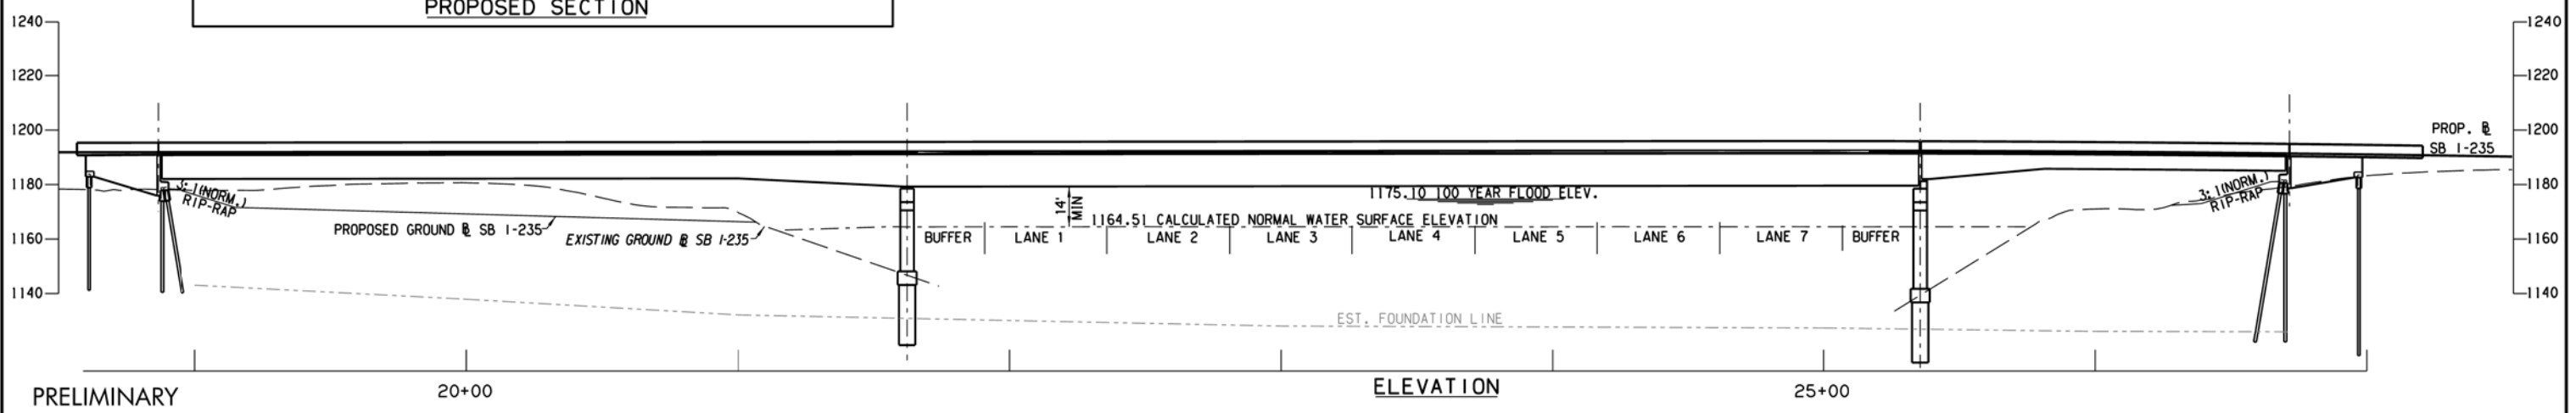 PROPOSED SECTION
1240
1240
1220
1220
1200
1200
PROP. ℄
SB I-235
1180
1180
3:1(NORM.)
RIP-RAP
3:1(NORM.)
RIP-RAP
14' MIN
1175.10 100 YEAR FLOOD ELEV.
1164.51 CALCULATED NORMAL WATER SURFACE ELEVATION
PROPOSED GROUND ℄ SB I-235
EXISTING GROUND ℄ SB I-235
1160
1160
BUFFER LANE 1 LANE 2 LANE 3 LANE 4 LANE 5 LANE 6 LANE 7 BUFFER
1140
1140
EST. FOUNDATION LINE
20+00
ELEVATION
25+00
PRELIMINARY